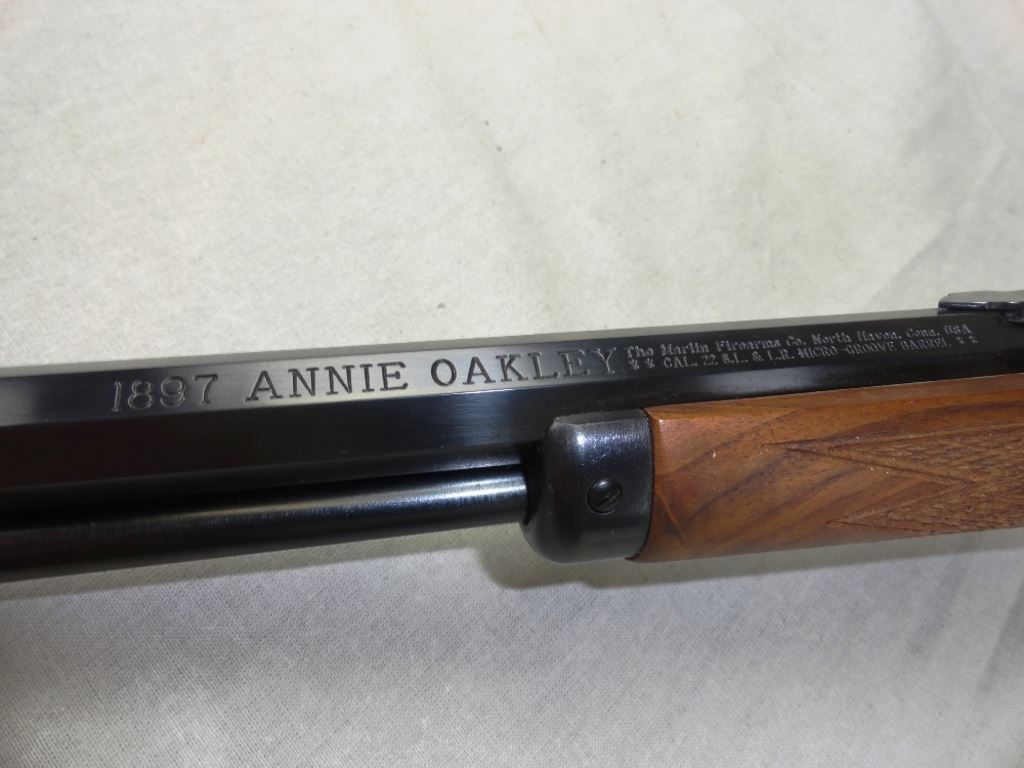 1897 ANNIE OAKLEY
The Marlin Firearms Co. North Haven, Conn. USA
** CAL. 22 S.L. & L.R. MICRO-GROOVE BARREL **